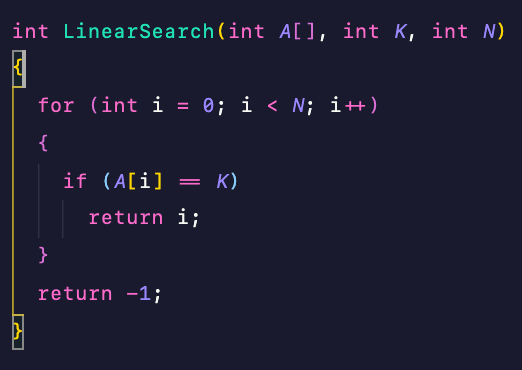 int LinearSearch(int A[], int K, int N)
{
  for (int i = 0; i < N; i++)
  {
    if (A[i] == K)
      return i;
  }
  return -1;
}